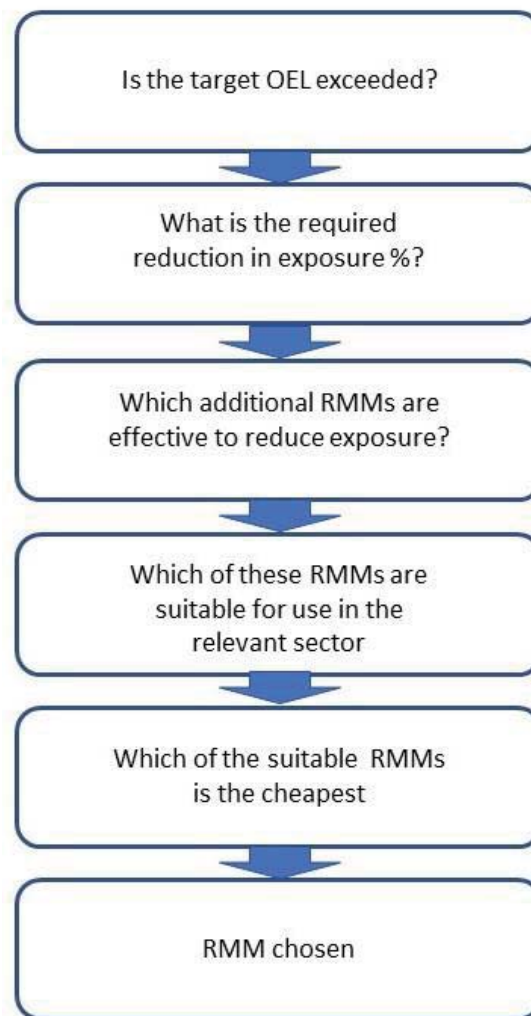 Is the target OEL exceeded?
What is the required
reduction in exposure %?
Which additional RMMs are
effective to reduce exposure?
Which of these RMMs are
suitable for use in the
relevant sector
Which of the suitable RMMs
is the cheapest
RMM chosen